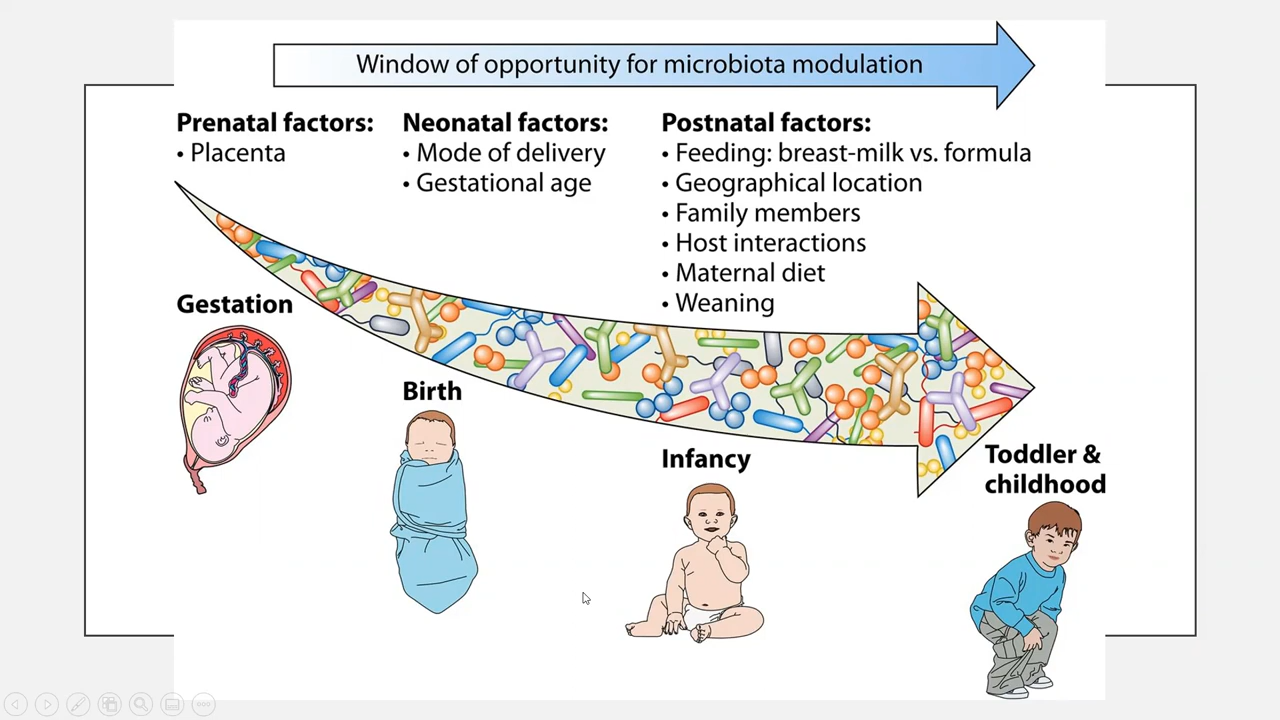 Window of opportunity for microbiota modulation
Prenatal factors:
• Placenta
Neonatal factors:
• Mode of delivery
• Gestational age
Postnatal factors:
• Feeding: breast-milk vs. formula
• Geographical location
• Family members
• Host interactions
• Maternal diet
• Weaning
Gestation
Birth
Infancy
Toddler &
childhood